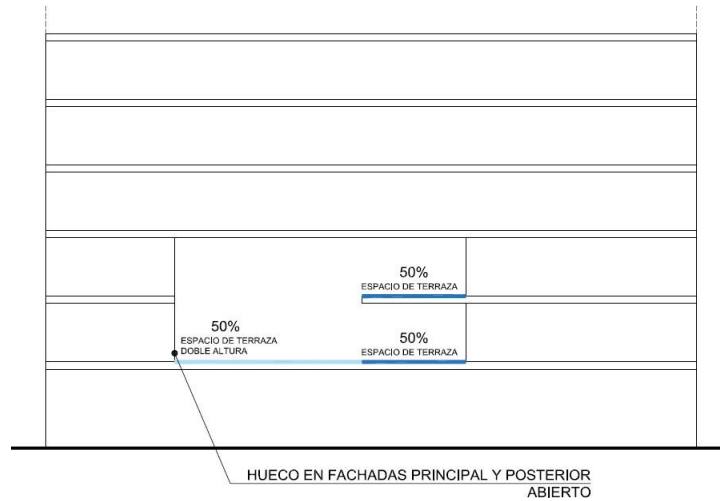 50%
ESPACIO DE TERRAZA
50%
ESPACIO DE TERRAZA
DOBLE ALTURA
50%
ESPACIO DE TERRAZA
HUECO EN FACHADAS PRINCIPAL Y POSTERIOR
ABIERTO